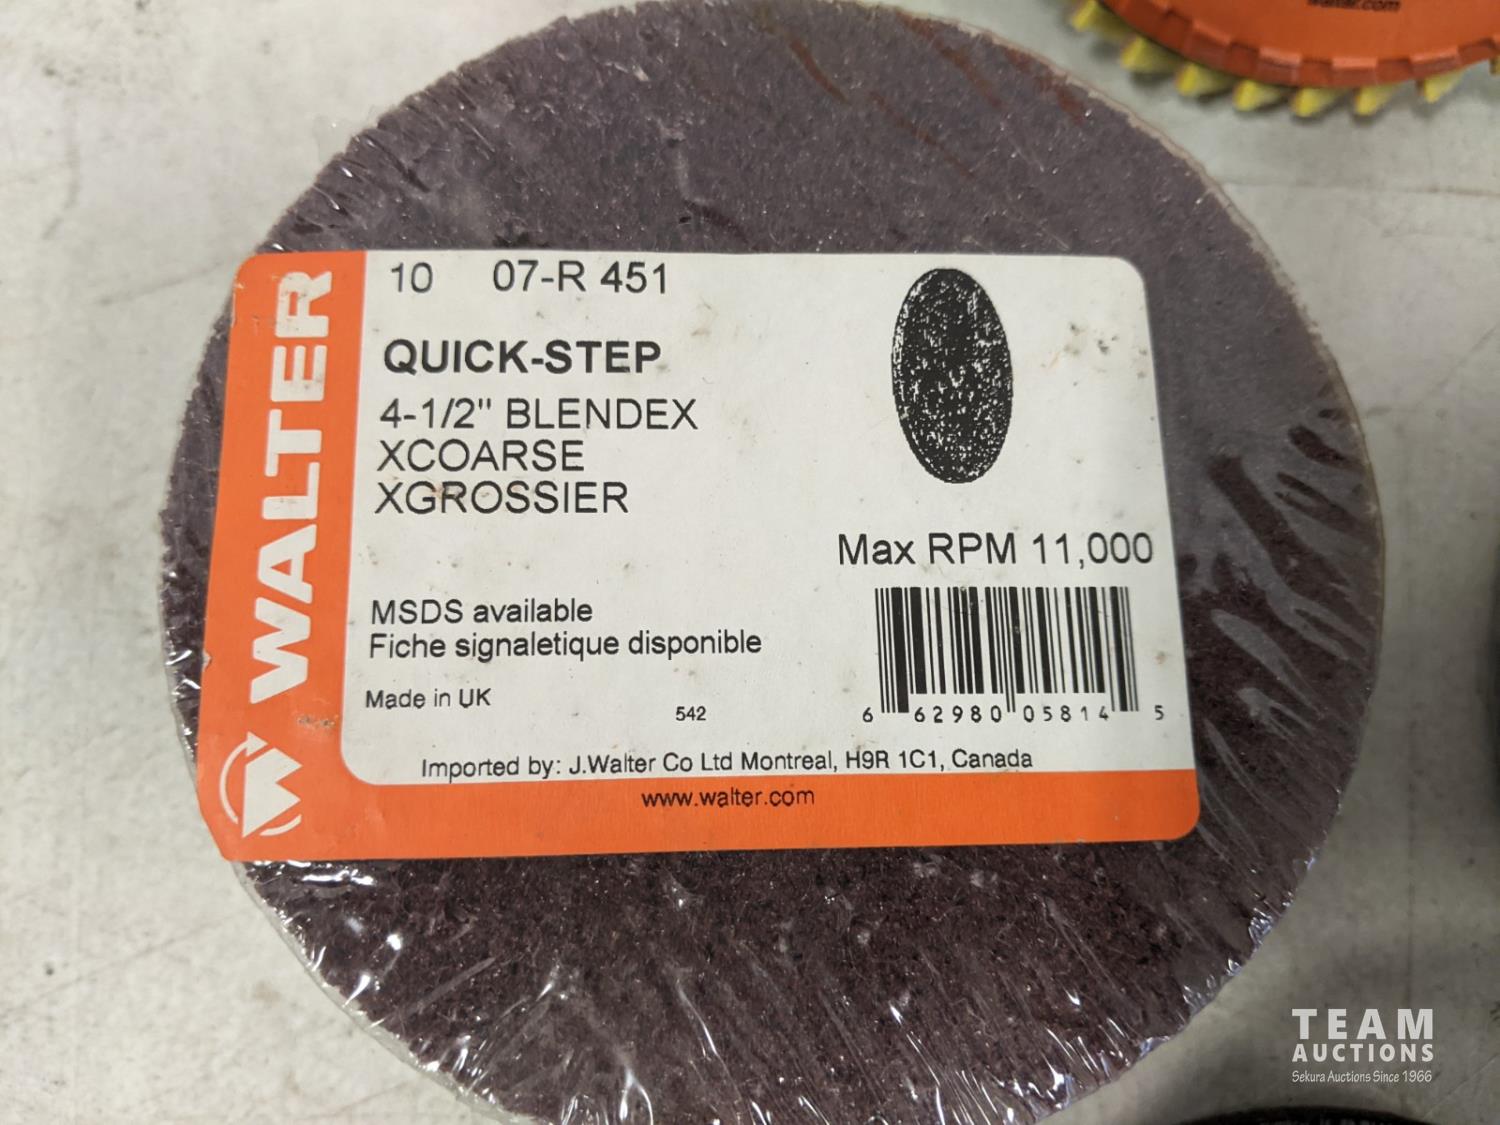 walter.com
WALTER
10 07-R 451
QUICK-STEP
4-1/2" BLENDEX
XCOARSE
XGROSSIER
Max RPM 11,000
MSDS available
Fiche signaletique disponible
Made in UK
542
6 62980 05814 5
Imported by: J.Walter Co Ltd Montreal, H9R 1C1, Canada
www.walter.com
TEAM
AUCTIONS
Sekura Auctions Since 1966